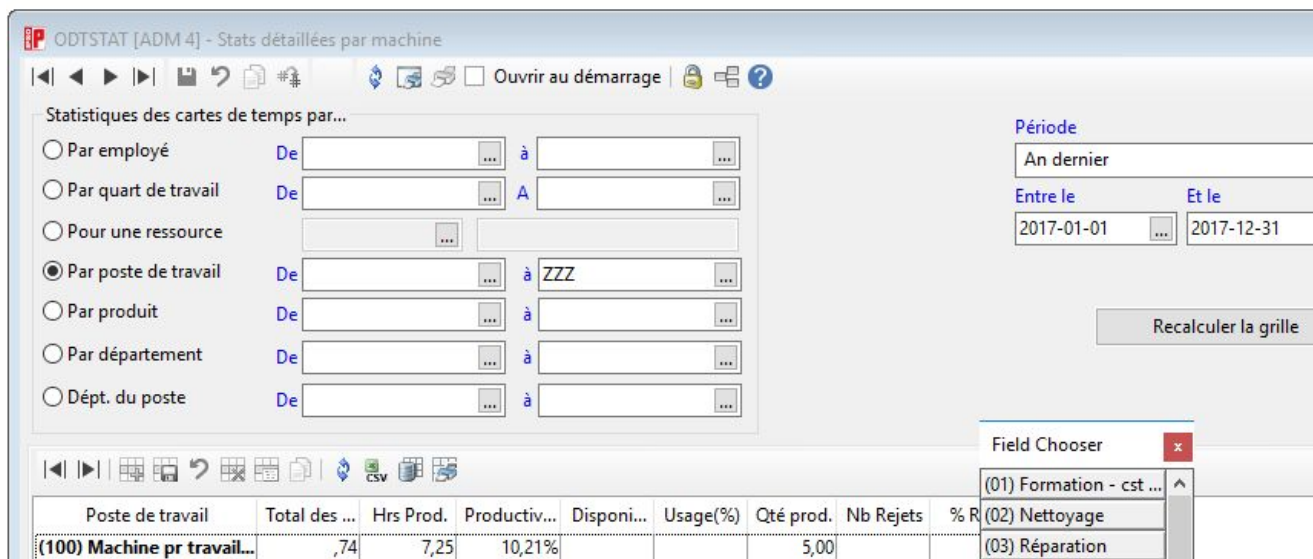 ODTSTAT [ADM 4] - Stats détaillées par machine
Ouvrir au démarrage
Statistiques des cartes de temps par...
Par employé De ... à ...
Par quart de travail De ... A ...
Pour une ressource ...
Par poste de travail De ... à ZZZ ...
Par produit De ... à ...
Par département De ... à ...
Dépt. du poste De ... à ...
Période
An dernier
Entre le Et le
2017-01-01 ... 2017-12-31
Recalculer la grille
Field Chooser x
(01) Formation - cst ...
(02) Nettoyage
(03) Réparation
CSV
Poste de travail Total des ... Hrs Prod. Productiv... Disponi... Usage(%) Qté prod. Nb Rejets % R
(100) Machine pr travail... ,74 7,25 10,21% 5,00